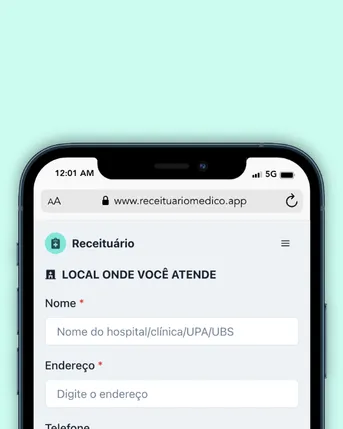 12:01 AM
5G
AA
www.receituariomedico.app
Receituário
LOCAL ONDE VOCÊ ATENDE
Nome *
Nome do hospital/clínica/UPA/UBS
Endereço *
Digite o endereço
Telefone